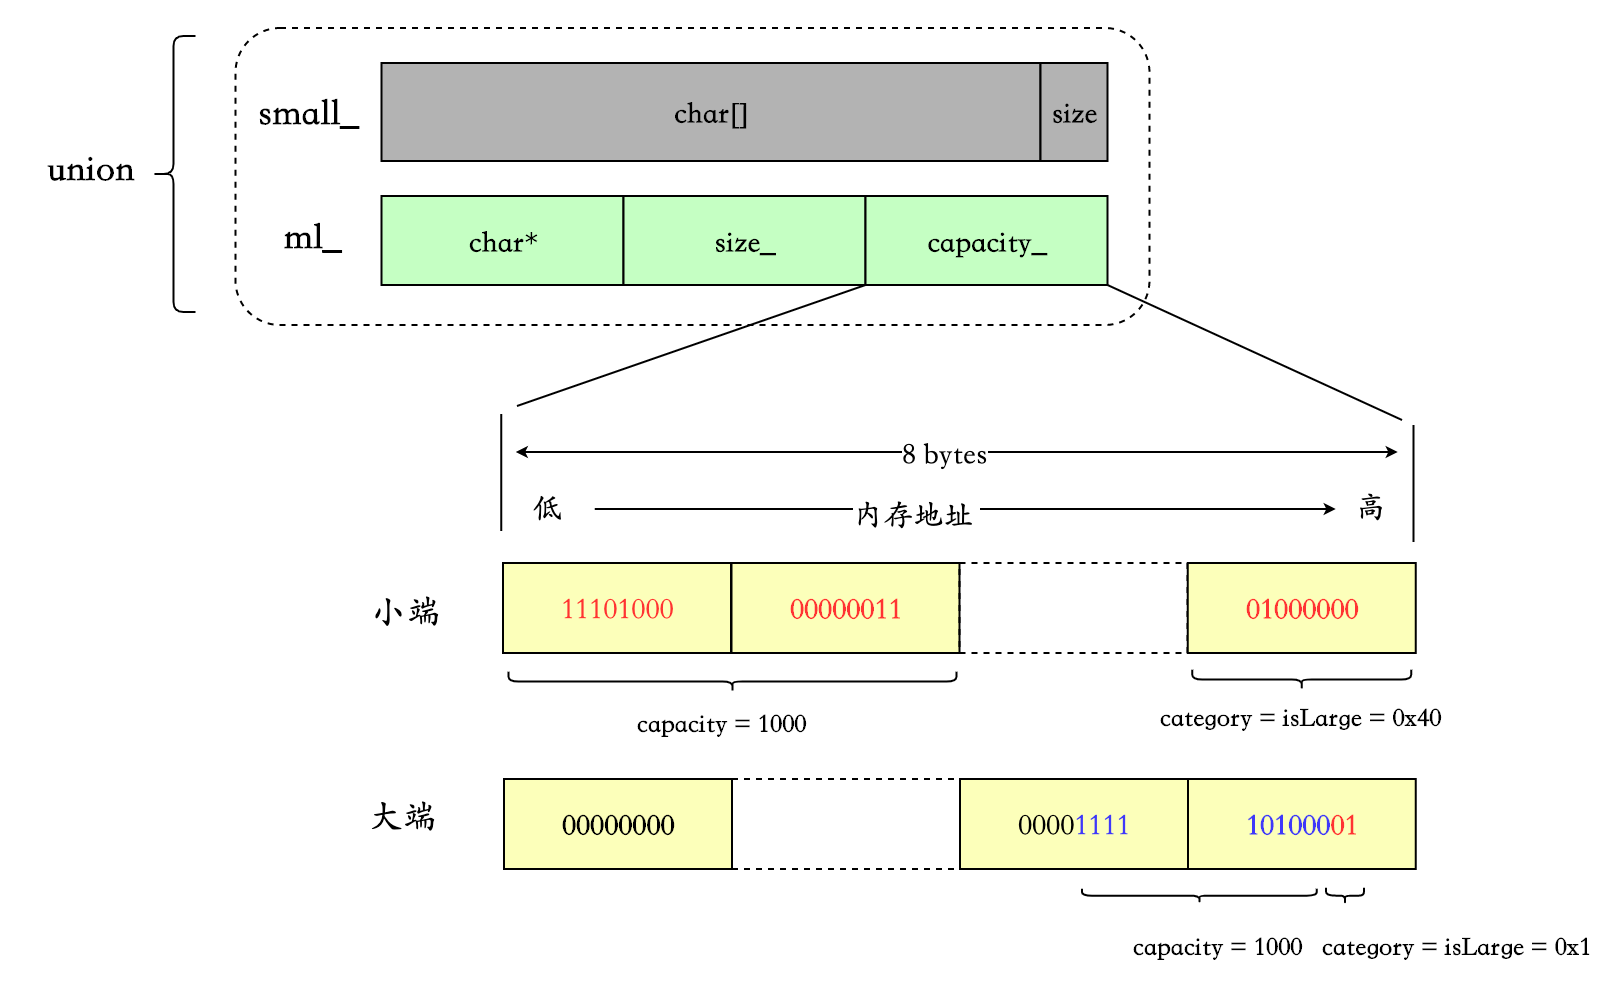 small_
char[]
size
union
ml_
char*
size_
capacity_
8 bytes
低
内存地址
高
小端
11101000
00000011
01000000
capacity = 1000
category = isLarge = 0x40
大端
00000000
00001111
10100001
capacity = 1000
category = isLarge = 0x1